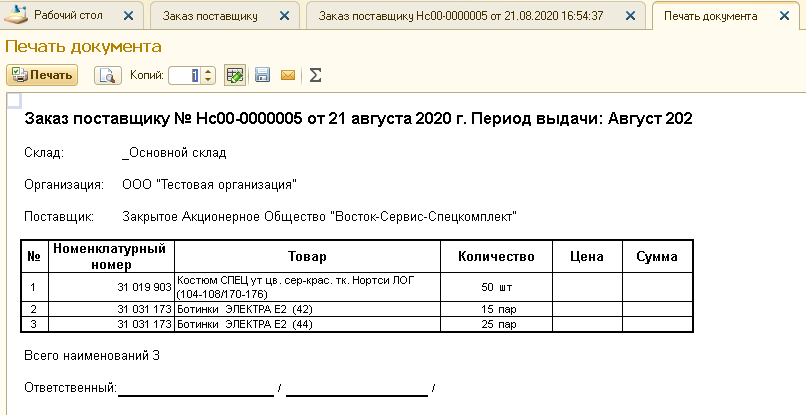 Рабочий стол Заказ поставщику Заказ поставщику Нс00-0000005 от 21.08.2020 16:54:37 Печать документа
Печать документа
Печать Копий: 1 Σ
Заказ поставщику № Нс00-0000005 от 21 августа 2020 г. Период выдачи: Август 202
Склад: _Основной склад
Организация: ООО "Тестовая организация"
Поставщик: Закрытое Акционерное Общество "Восток-Сервис-Спецкомплект"
№ Номенклатурный Товар Количество Цена Сумма
номер
1 31 019 903 Костюм СПЕЦ ут цв. сер-крас. тк. Нортси ЛОГ 50 шт
(104-108/170-176)
2 31 031 173 Ботинки ЭЛЕКТРА Е2 (42) 15 пар
3 31 031 173 Ботинки ЭЛЕКТРА Е2 (44) 25 пар
Всего наименований 3
Ответственный: / /